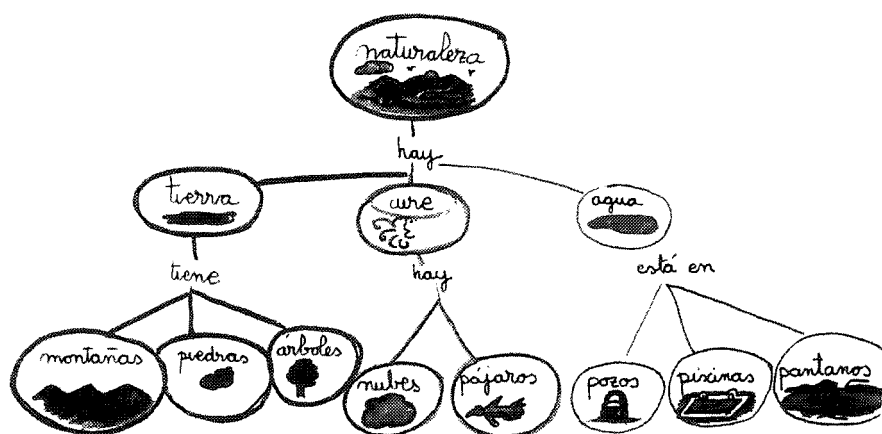 naturaleza
hay
tierra
aire
agua
tiene
hay
está en
montañas
piedras
árboles
nubes
pájaros
pozos
piscinas
pantanos